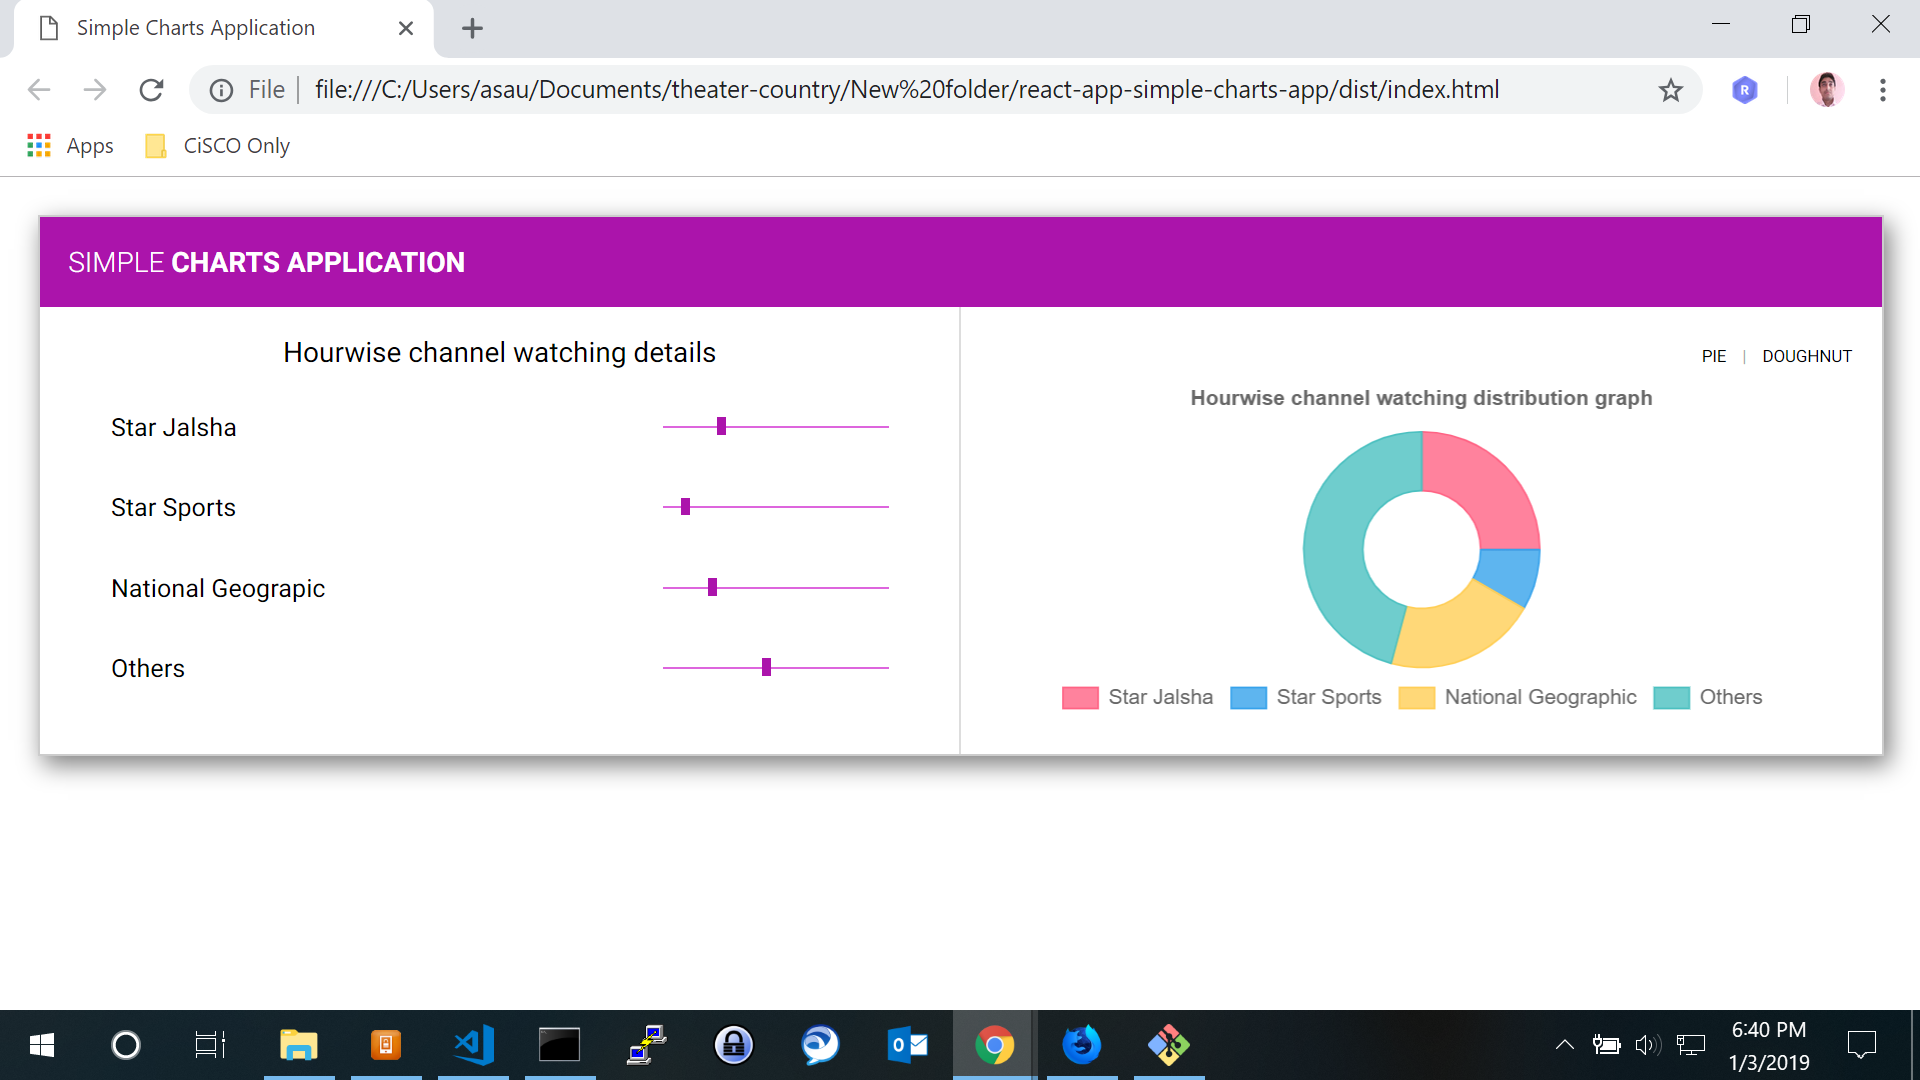 Simple Charts Application
File
file:///C:/Users/asau/Documents/theater-country/New%20folder/react-app-simple-charts-app/dist/index.html
R
Apps
CiSCO Only
SIMPLE CHARTS APPLICATION
Hourwise channel watching details
Star Jalsha
Star Sports
National Geograpic
Others
PIE | DOUGHNUT
Hourwise channel watching distribution graph
Star Jalsha Star Sports National Geographic Others
6:40 PM
1/3/2019